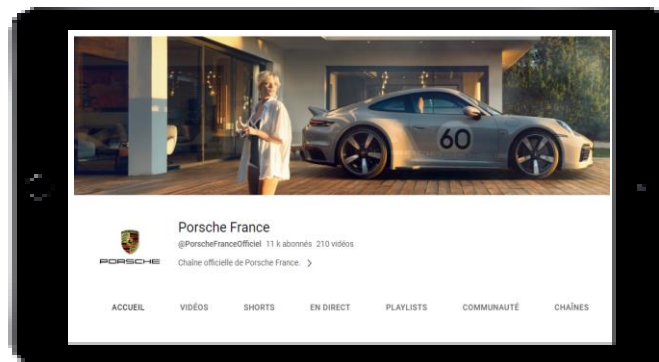 60
Porsche France
@PorscheFranceOfficiel 11 k abonnés 210 vidéos
PORSCHE
Chaîne officielle de Porsche France. >
ACCUEIL VIDÉOS SHORTS EN DIRECT PLAYLISTS COMMUNAUTÉ CHAÎNES